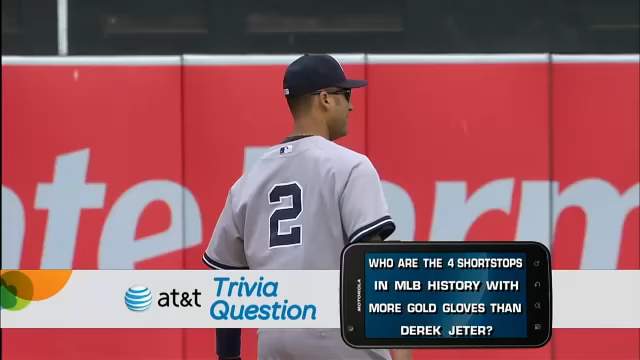 2
at&t
Trivia
Question
MOTOROLA
WHO ARE THE 4 SHORTSTOPS
IN MLB HISTORY WITH
MORE GOLD GLOVES THAN
DEREK JETER?